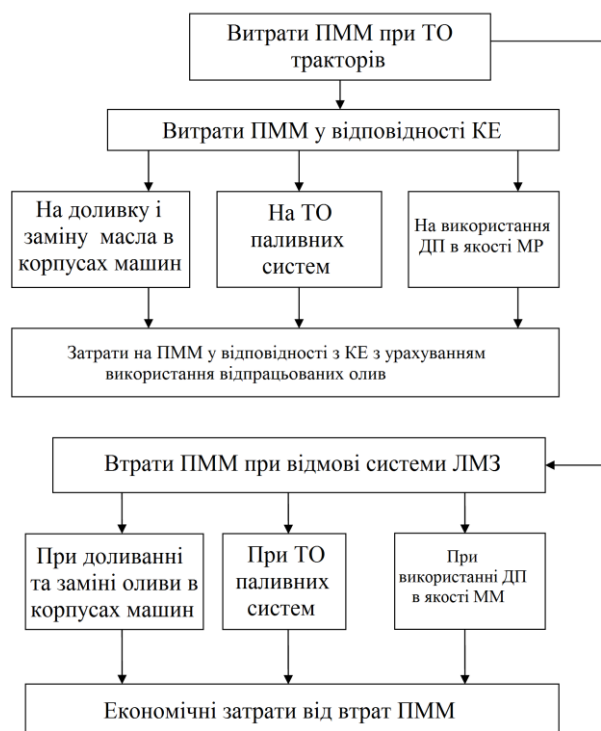 Витрати ПММ при ТО
тракторів
Витрати ПММ у відповідності КЕ
На доливку і
заміну масла в
корпусах машин
На ТО
паливних
систем
На використання
ДП в якості МР
Затрати на ПММ у відповідності з КЕ з урахуванням
використання відпрацьованих олив
Втрати ПММ при відмові системи ЛМЗ
При доливанні
та заміні оливи в
корпусах машин
При ТО
паливних
систем
При
використанні ДП
в якості ММ
Економічні затрати від втрат ПММ